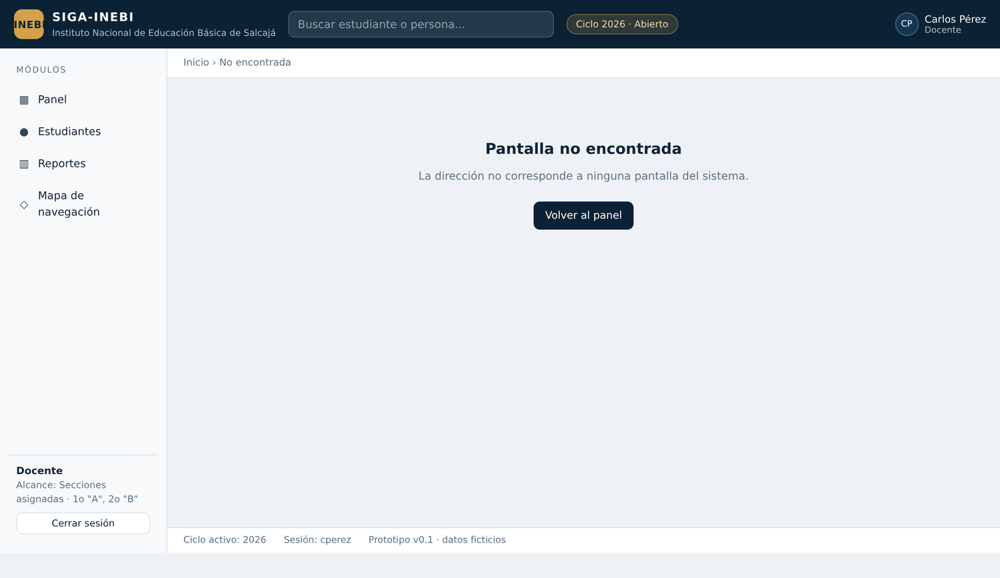 INEBI
SIGA-INEBI
Instituto Nacional de Educación Básica de Salcajá
Buscar estudiante o persona...
Ciclo 2026 · Abierto
CP
Carlos Pérez
Docente
MÓDULOS
Panel
Estudiantes
Reportes
Mapa de
navegación
Docente
Alcance: Secciones
asignadas · 1o "A", 2o "B"
Cerrar sesión
Inicio › No encontrada
Pantalla no encontrada
La dirección no corresponde a ninguna pantalla del sistema.
Volver al panel
Ciclo activo: 2026 Sesión: cperez Prototipo v0.1 · datos ficticios